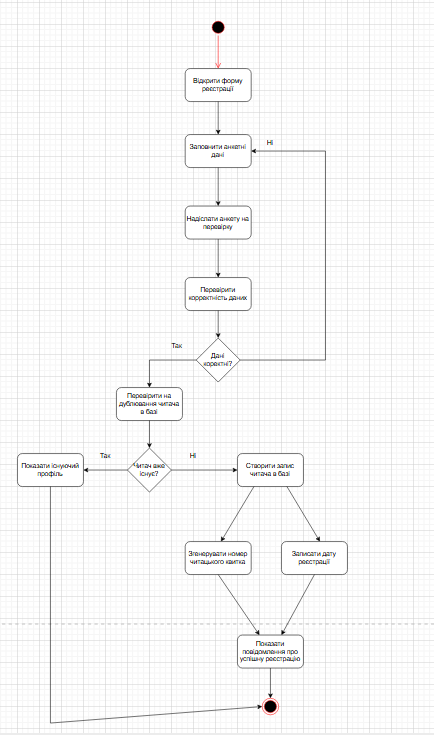 Відкрити форму
реєстрації
Заповнити анкетні
дані
Ні
Надіслати анкету на
перевірку
Перевірити
корректність даних
Дані
коректні?
Так
Перевірити на
дублювання читача
в базі
Читач вже
існує?
Так
Ні
Показати існуючий
профіль
Створити запис
читача в базі
Згенерувати номер
читацького квитка
Записати дату
реєстрації
Показати
повідомлення про
успішну реєстрацію